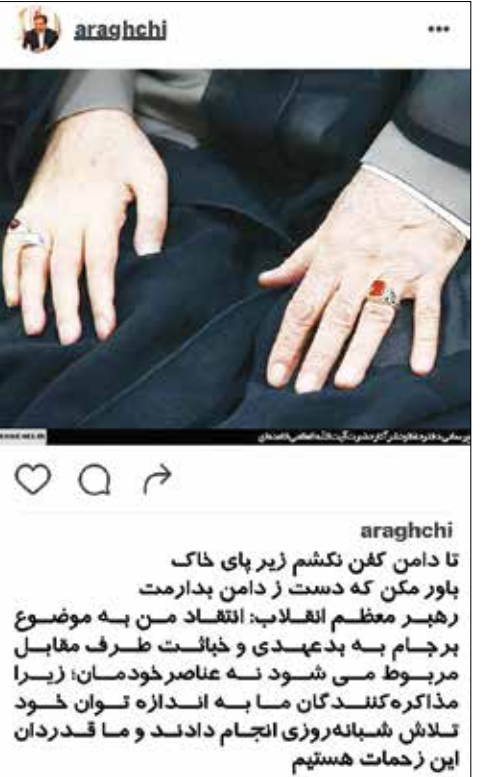 araghchi
araghchi
تا دامن کفن نکشم زیر پای خاک
باور مکن که دست ز دامن بدارمت
رهبر معظم انقلاب: انتقاد من به موضوع
برجام به بدعهدی و خباثت طرف مقابل
مربوط می شود نه عناصر خودمان؛ زیرا
مذاکره‌کنندگان ما به اندازه توان خود
تلاش شبانه‌روزی انجام دادند و ما قدردان
این زحمات هستیم